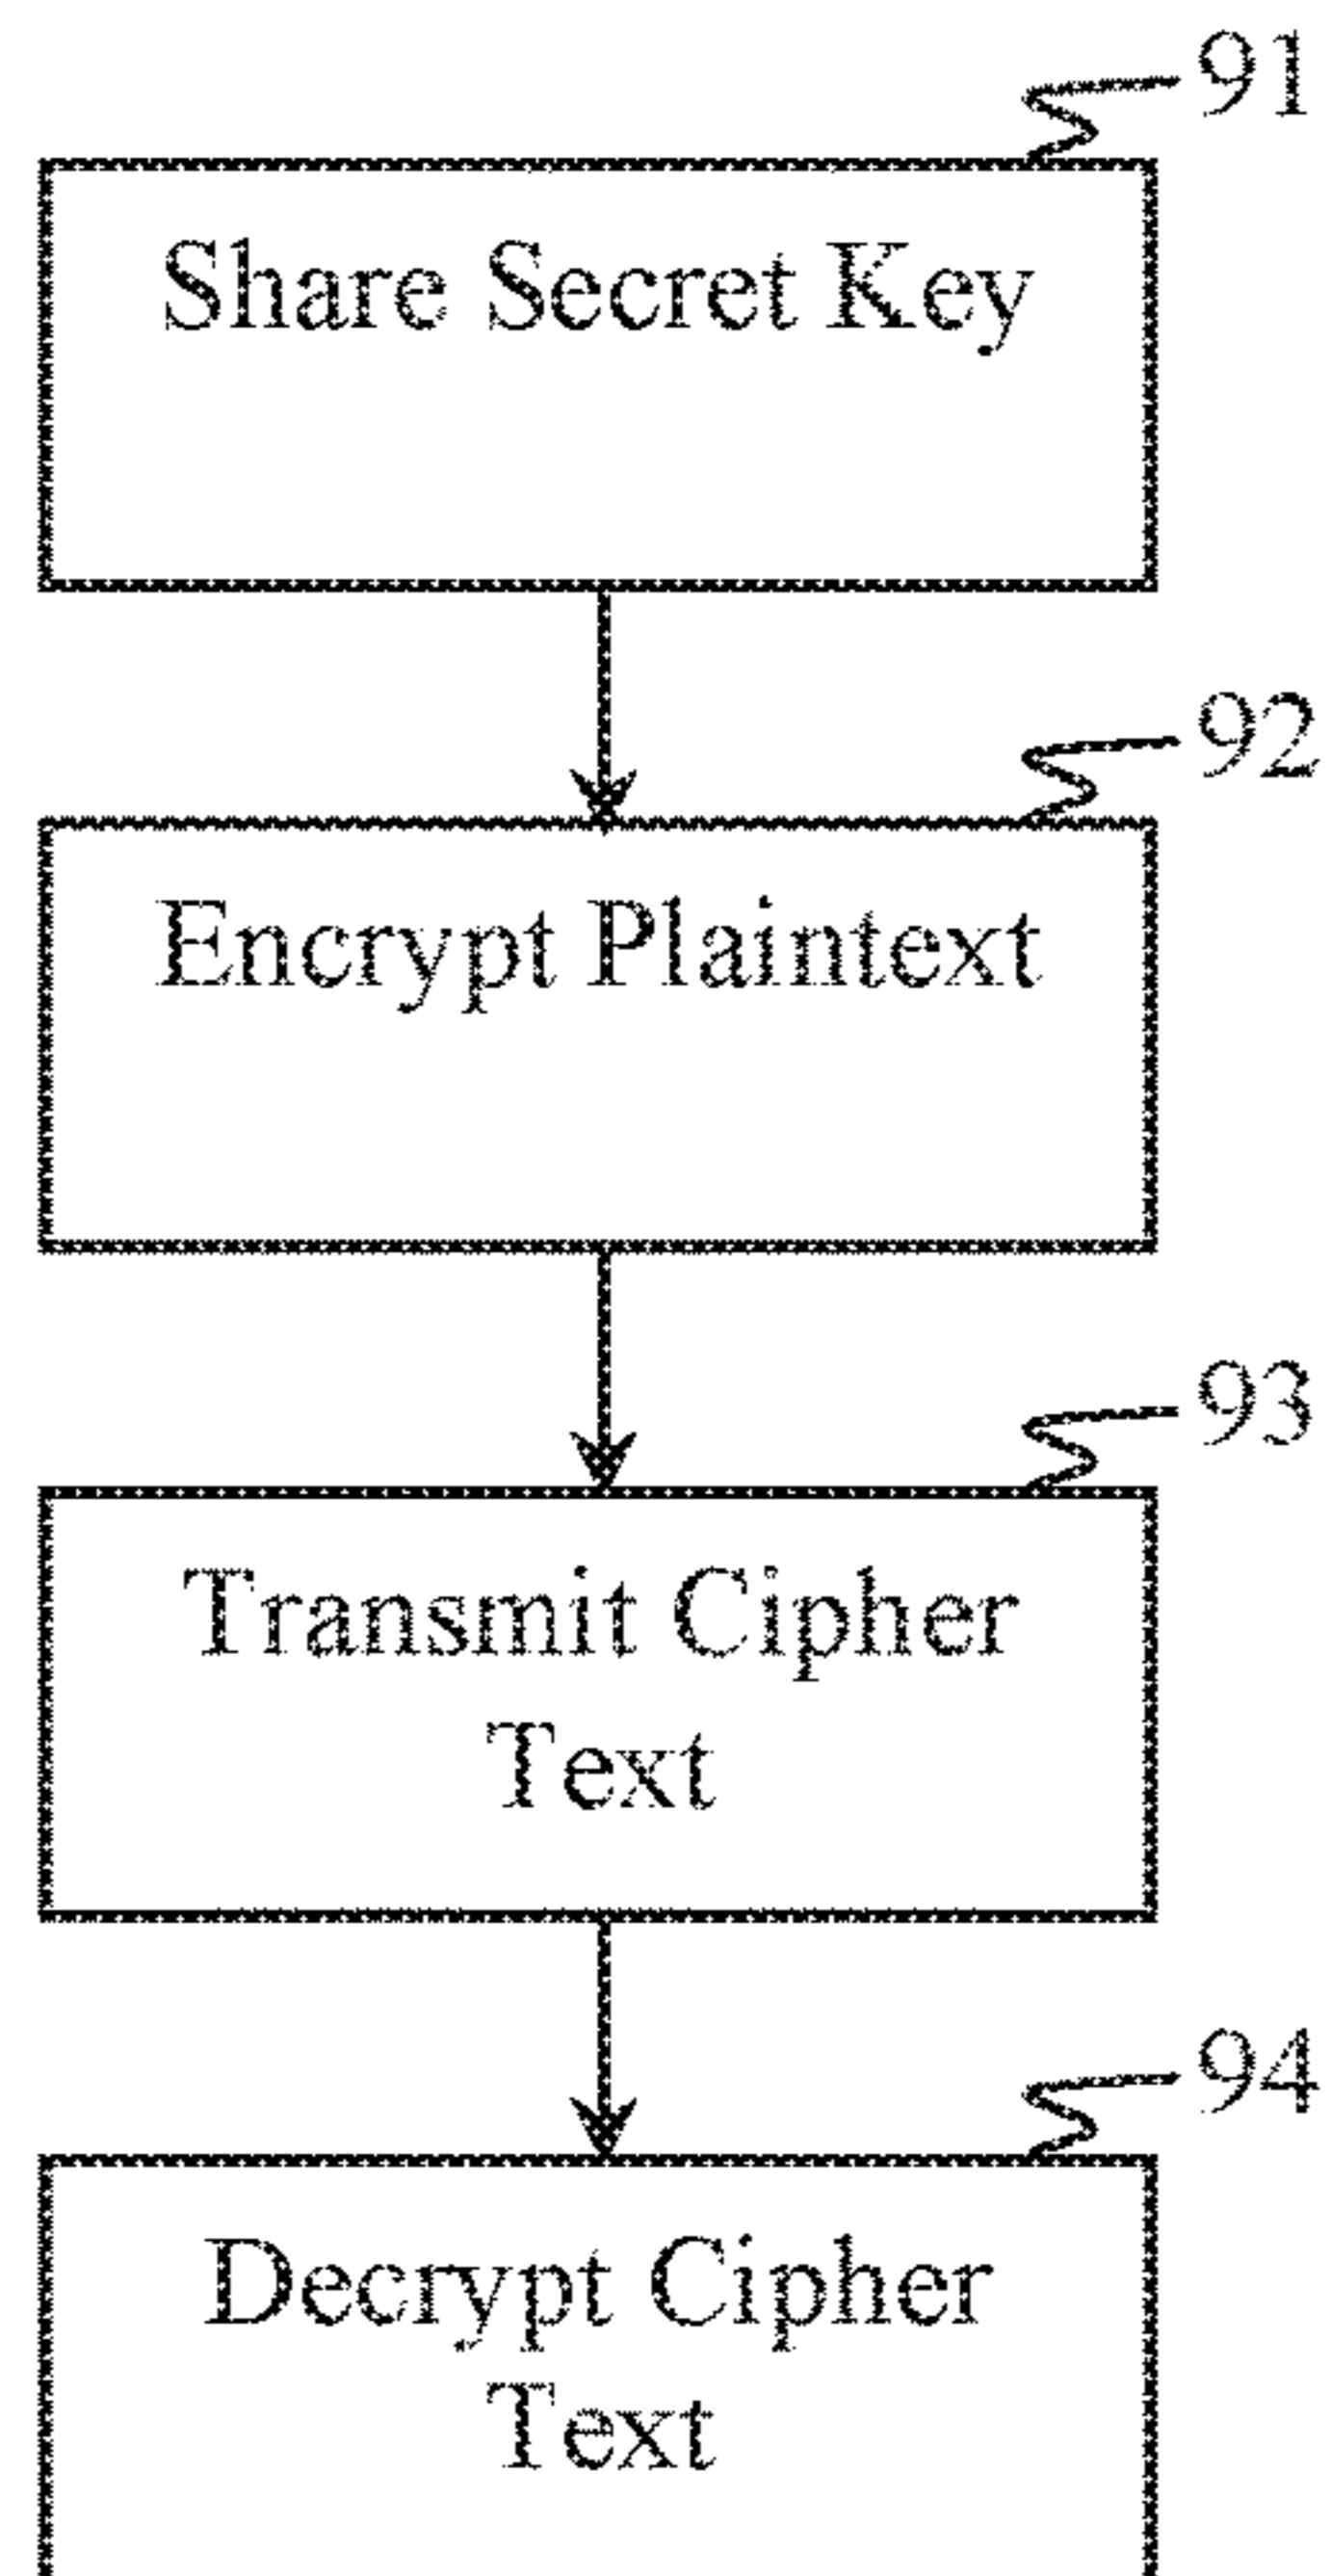 91
Share Secret Key
92
Encrypt Plaintext
93
Transmit Cipher
Text
94
Decrypt Cipher
Text